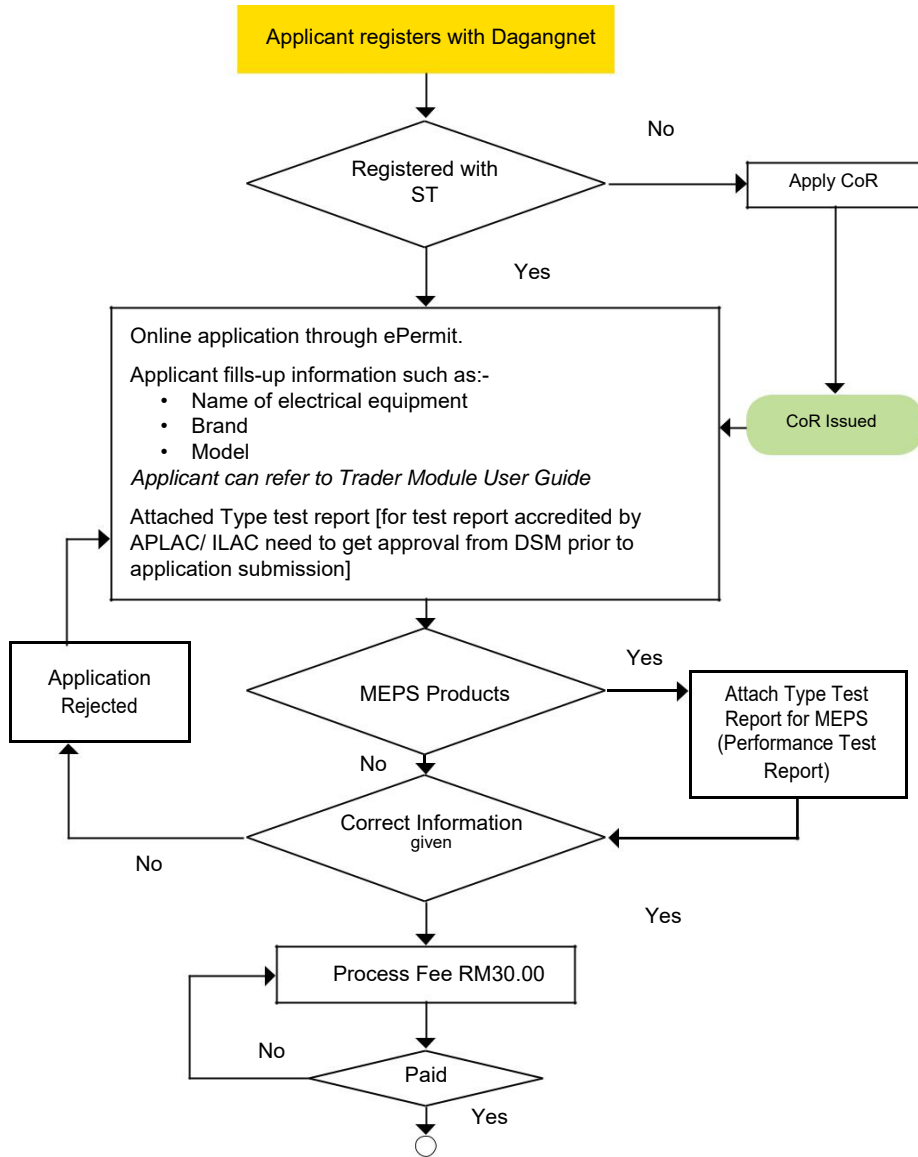 Applicant registers with Dagangnet
No
Registered with
ST
Apply CoR
Yes
Online application through ePermit.
Applicant fills-up information such as:-
• Name of electrical equipment
• Brand
• Model
Applicant can refer to Trader Module User Guide
Attached Type test report [for test report accredited by
APLAC/ ILAC need to get approval from DSM prior to
application submission]
CoR Issued
Application
Rejected
MEPS Products
Yes
Attach Type Test
Report for MEPS
(Performance Test
Report)
No
Correct Information
given
No
Yes
Process Fee RM30.00
No
Paid
Yes